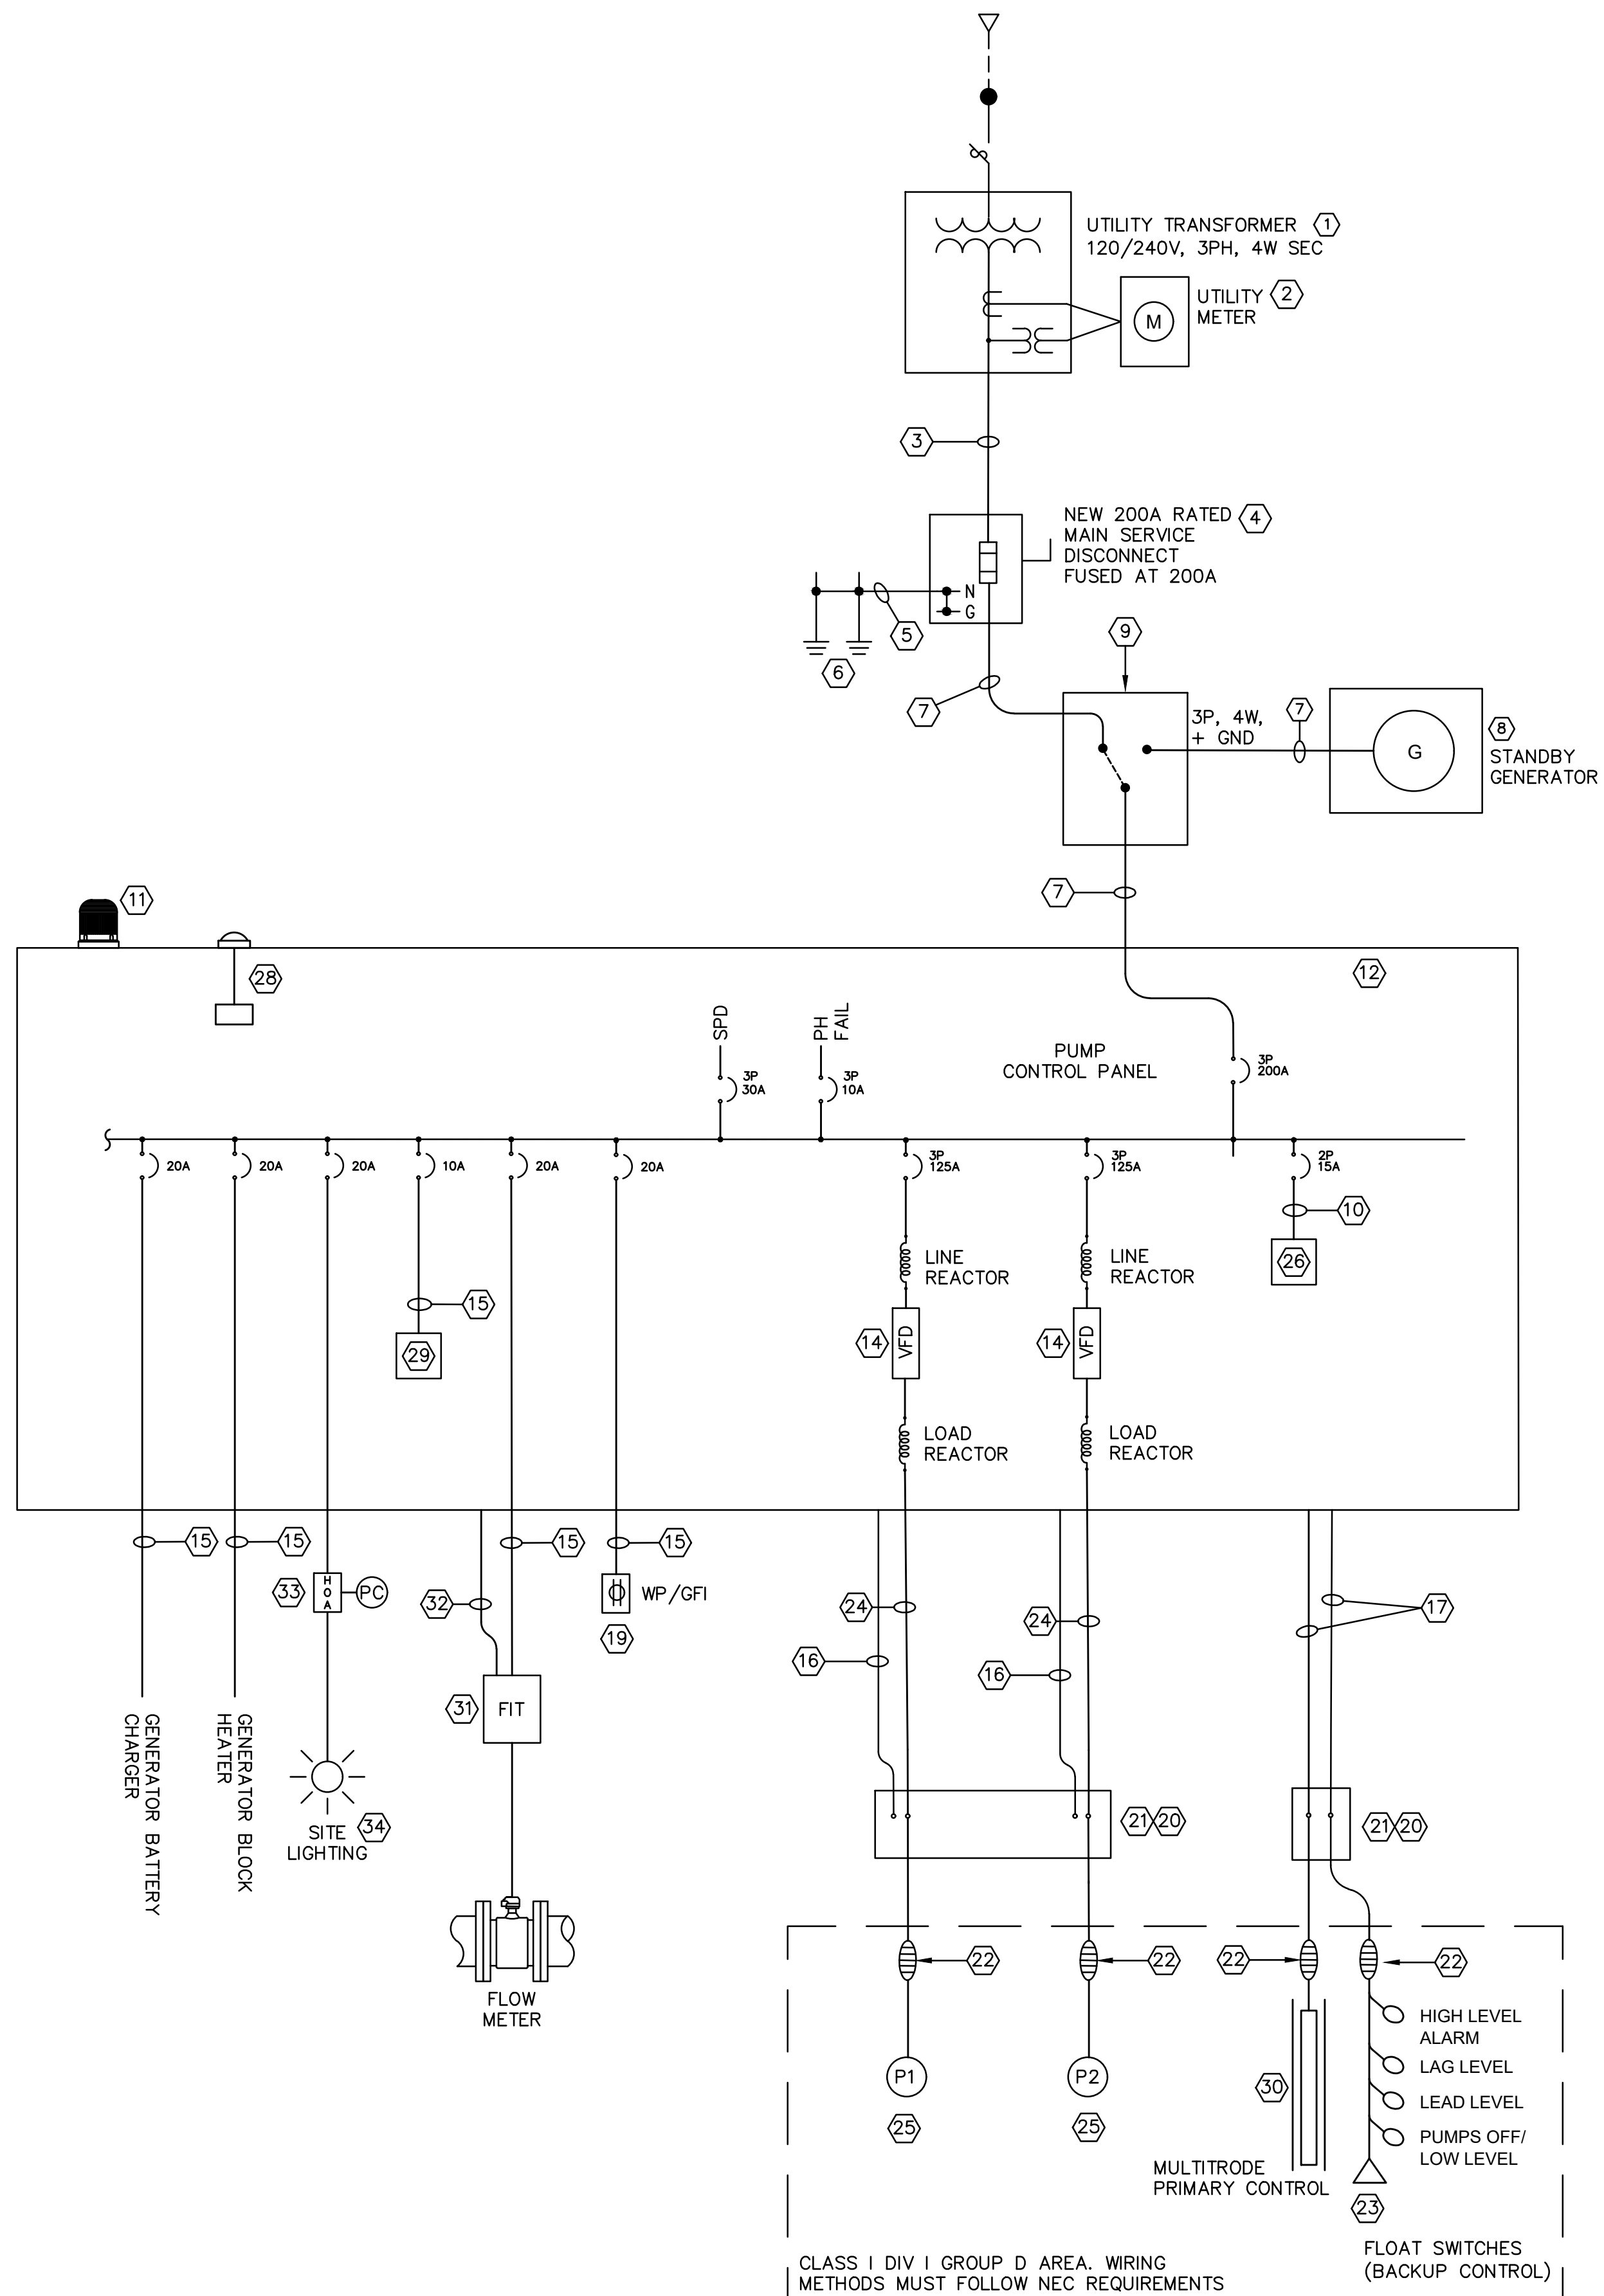 UTILITY TRANSFORMER 1
120/240V, 3PH, 4W SEC
UTILITY 2
METER
M
3
NEW 200A RATED 4
MAIN SERVICE
DISCONNECT
FUSED AT 200A
N
G
5
6
7
9
3P, 4W,
+ GND
7
G
8
STANDBY
GENERATOR
7
11
28
12
SPD
PH
FAIL
PUMP
CONTROL PANEL
3P
30A
3P
10A
3P
200A
20A
20A
20A
10A
20A
20A
3P
125A
3P
125A
2P
15A
10
26
LINE
REACTOR
LINE
REACTOR
15
29
14
VFD
14
VFD
LOAD
REACTOR
LOAD
REACTOR
15
15
15
15
33
H
O
A
PC
32
WP/GFI
19
24
24
17
16
16
31
FIT
GENERATOR BATTERY
CHARGER
GENERATOR BLOCK
HEATER
SITE
LIGHTING
34
21 20
21 20
FLOW
METER
22
22
22
22
HIGH LEVEL
ALARM
LAG LEVEL
LEAD LEVEL
PUMPS OFF/
LOW LEVEL
P1
P2
30
25
25
MULTITRODE
PRIMARY CONTROL
23
FLOAT SWITCHES
(BACKUP CONTROL)
CLASS I DIV I GROUP D AREA. WIRING
METHODS MUST FOLLOW NEC REQUIREMENTS